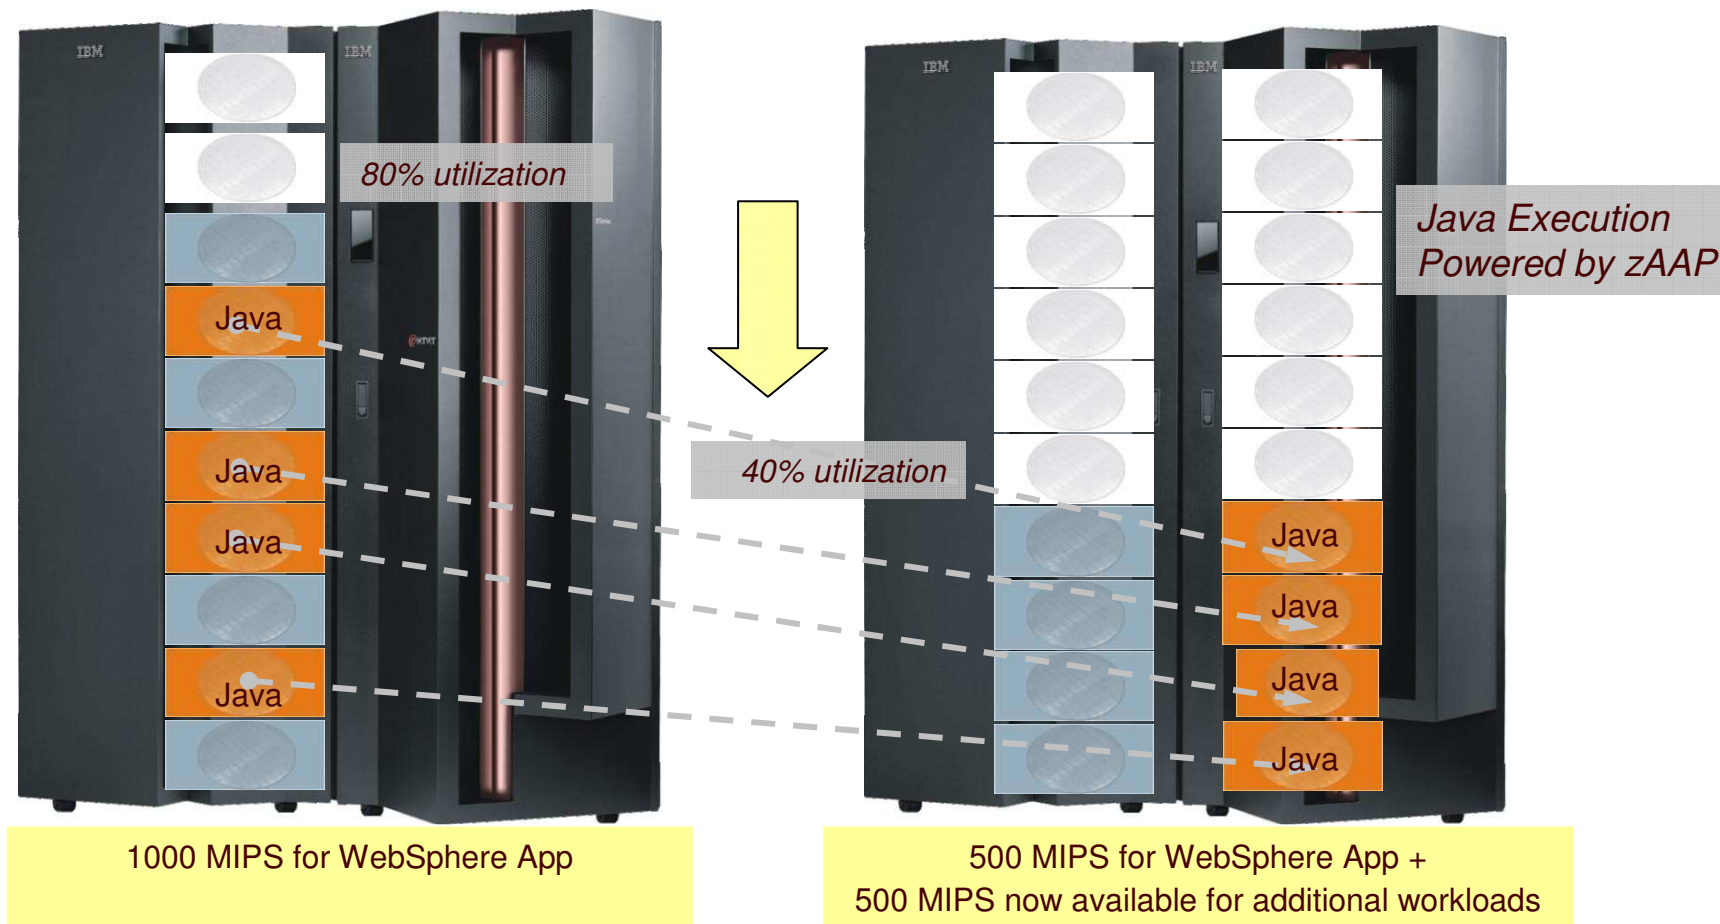 IBM
IBM
80% utilization
Java
@server
Java
Java
Java
1000 MIPS for WebSphere App
40% utilization
IBM
IBM
Java Execution
Powered by zAAP
Java
Java
Java
Java
500 MIPS for WebSphere App +
500 MIPS now available for additional workloads